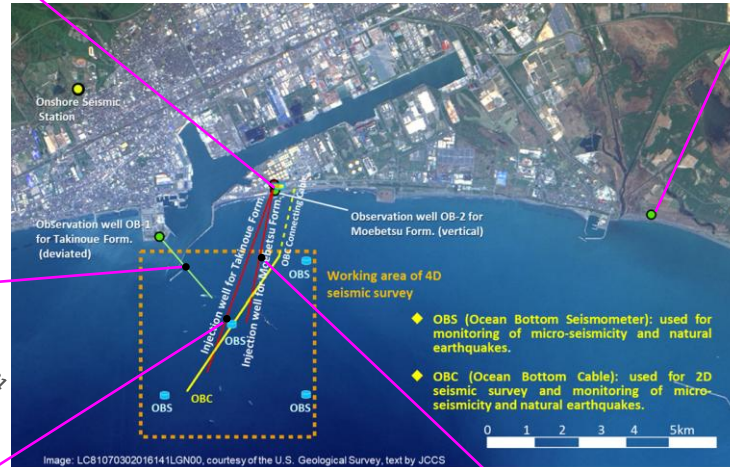 Onshore Seismic
Station
Observation well OB-1
for Takinoue Form.
(deviated)
Injection well for Takinoue Form.
Injection well for Moebetsu Form.
OBC Connecting Cable
Observation well OB-2 for
Moebetsu Form. (vertical)
OBS
Working area of 4D
seismic survey
OBS
OBC
OBS
OBS
◆ OBS (Ocean Bottom Seismometer): used for
monitoring of micro-seismicity and natural
earthquakes.
◆ OBC (Ocean Bottom Cable): used for 2D
seismic survey and monitoring of micro-
seismicity and natural earthquakes.
0 1 2 3 4 5km
Image: LC81070302016141LGN00, courtesy of the U.S. Geological Survey, text by JCCS